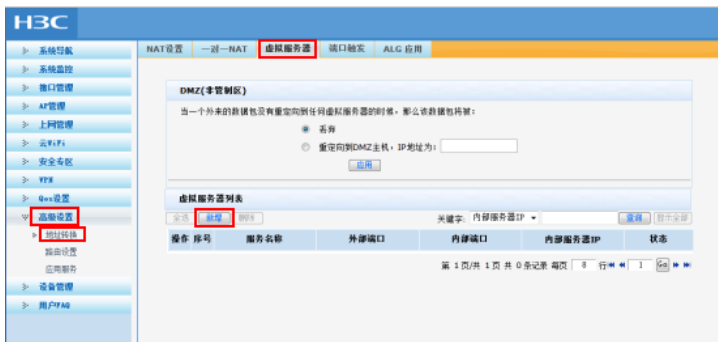 H3C
系统导航
系统监控
接口管理
AP管理
上网管理
云WiFi
安全专区
VPN
QoS设置
高级设置
地址转换
路由设置
应用服务
设备管理
用户FAQ
NAT设置 一对一NAT 虚拟服务器 端口触发 ALG 应用
DMZ(非管制区)
当一个外来的数据包没有重定向到任何虚拟服务器的时候，那么该数据包将被：
丢弃
重定向到DMZ主机，IP地址为：
应用
虚拟服务器列表
全选 新增 删除 关键字: 内部服务器IP 查询 显示全部
操作 序号 服务名称 外部端口 内部端口 内部服务器IP 状态
第 1 页/共 1 页 共 0 条记录 每页 8 行 1 Go